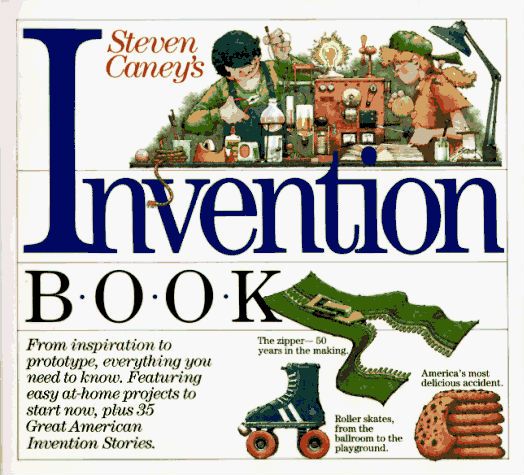 Steven
Caney's
Invention
B·O·O·K
From inspiration to
prototype, everything you
need to know. Featuring
easy at-home projects to
start now, plus 35
Great American
Invention Stories.
The zipper— 50
years in the making.
America's most
delicious accident.
Roller skates,
from the
ballroom to the
playground.